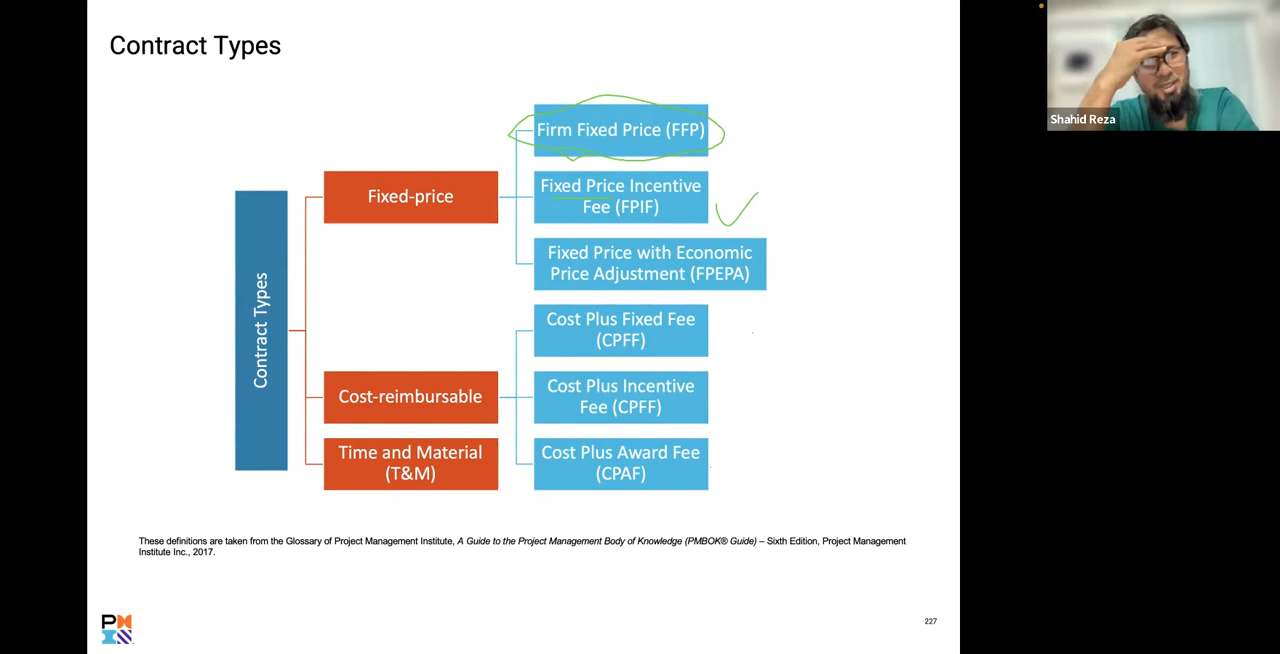 Contract Types
Shahid Reza
Firm Fixed Price (FFP)
Fixed-price
Fixed Price Incentive
Fee (FPIF)
Fixed Price with Economic
Price Adjustment (FPEPA)
Contract Types
Cost Plus Fixed Fee
(CPFF)
Cost-reimbursable
Cost Plus Incentive
Fee (CPFF)
Time and Material
(T&M)
Cost Plus Award Fee
(CPAF)
These definitions are taken from the Glossary of Project Management Institute, A Guide to the Project Management Body of Knowledge (PMBOK® Guide) – Sixth Edition, Project Management
Institute Inc., 2017.
PM
227